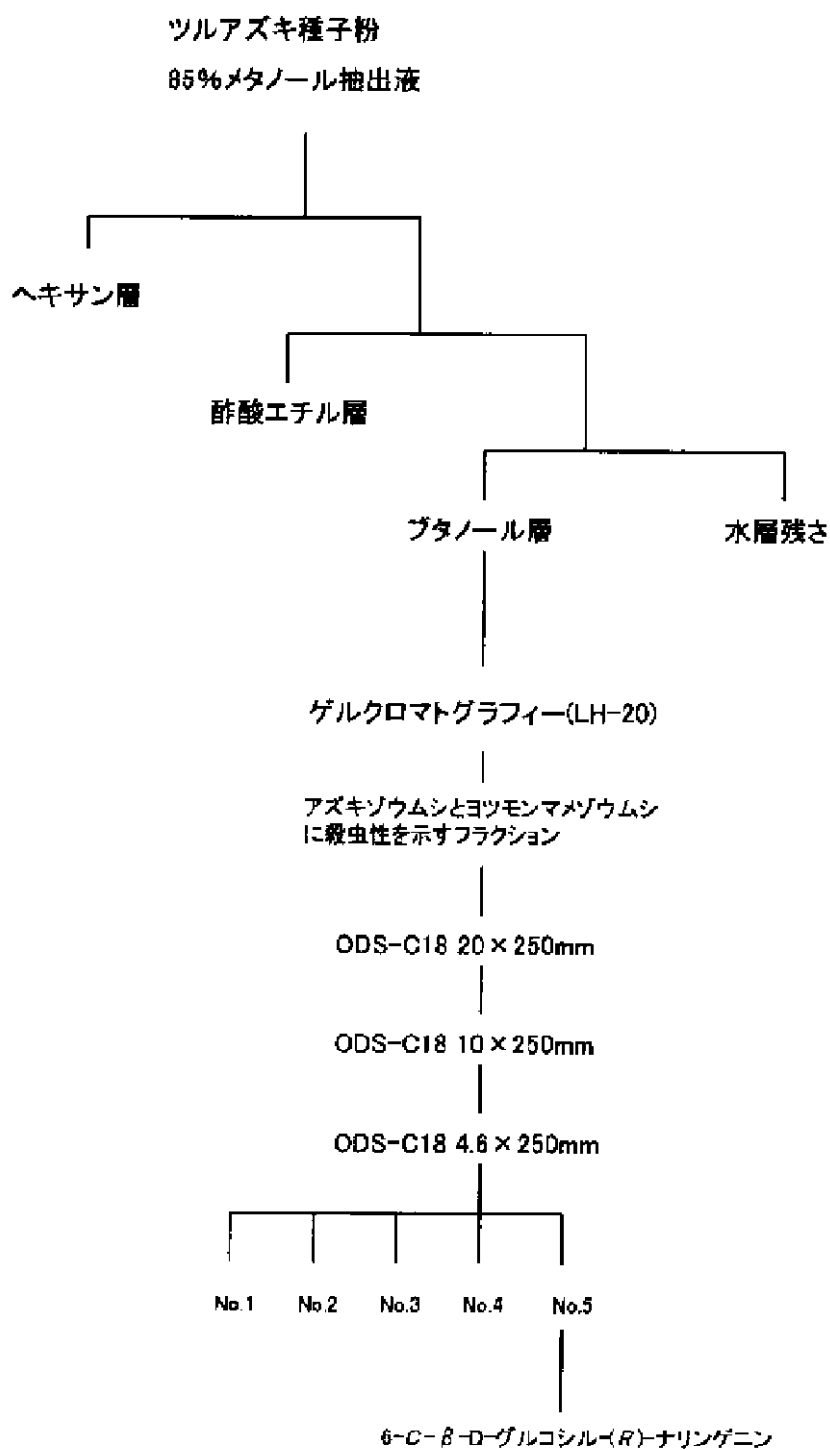 ツルアズキ種子粉
85%メタノール抽出液
ヘキサン層
酢酸エチル層
ブタノール層
水層残さ
ゲルクロマトグラフィー(LH-20)
アズキゾウムシとヨツモンマメゾウムシ
に殺虫性を示すフラクション
ODS-C18 20×250mm
ODS-C18 10×250mm
ODS-C18 4.6×250mm
No.1 No.2 No.3 No.4 No.5
6-C-β-D-グルコシル-(R)-ナリンゲニン